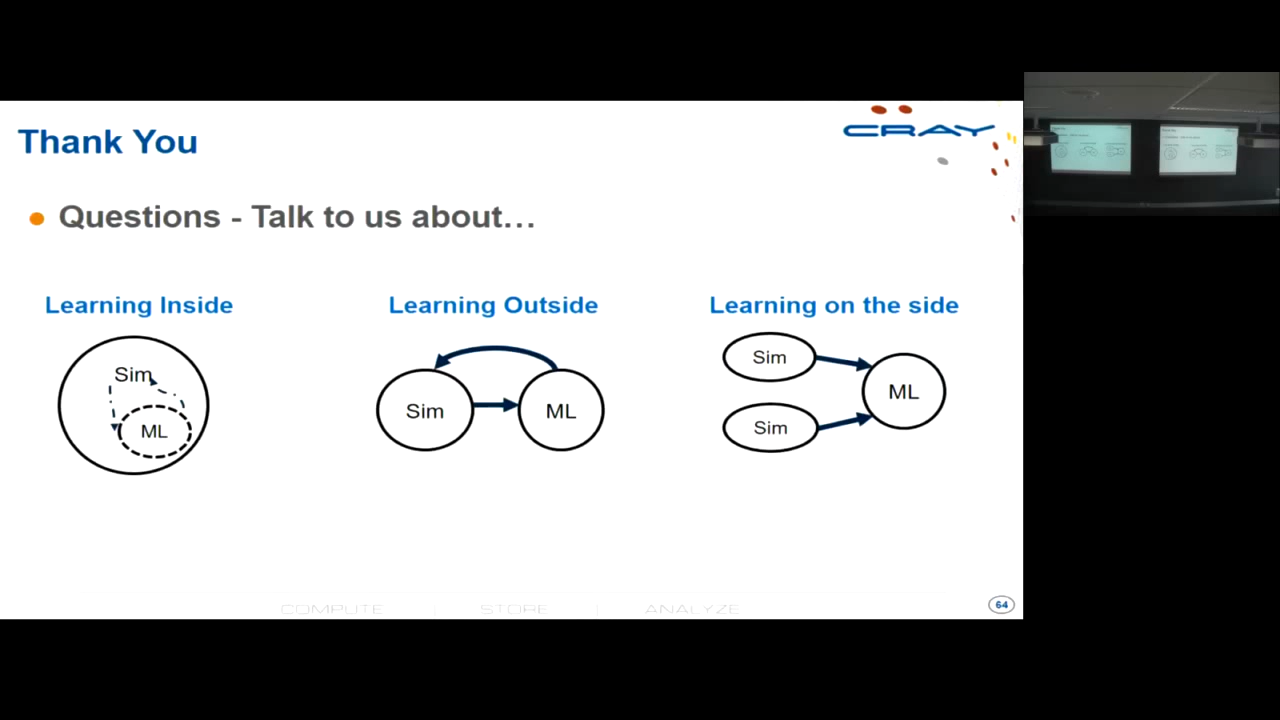 CRAY
Thank You
Questions - Talk to us about…
Learning Inside
Learning Outside
Learning on the side
Sim
ML
Sim
ML
Sim
Sim
ML
COMPUTE | STORE | ANALYZE
64